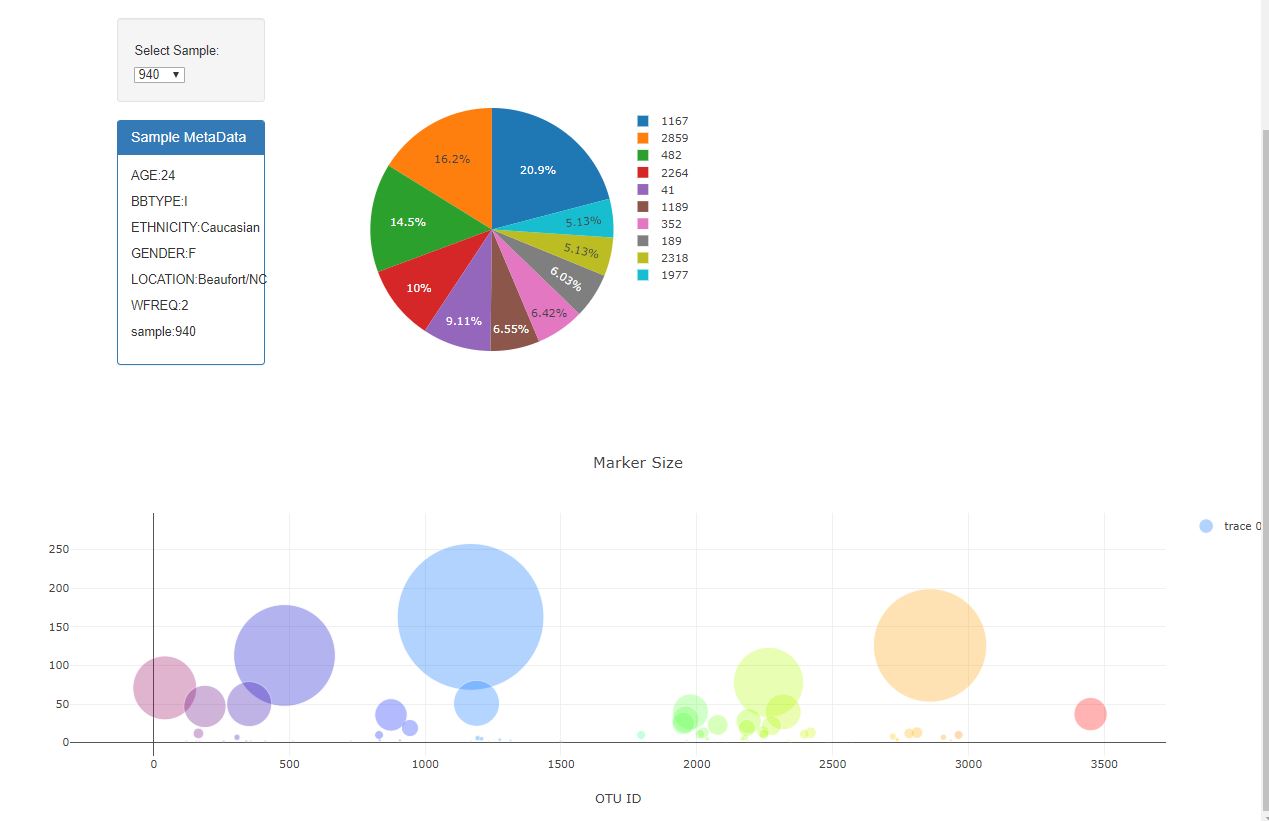 Select Sample:
940
Sample MetaData
AGE:24
BBTYPE:I
ETHNICITY:Caucasian
GENDER:F
LOCATION:Beaufort/NC
WFREQ:2
sample:940
20.9%
16.2%
14.5%
10%
9.11%
6.55%
6.42%
6.03%
5.13%
5.13%
1167
2859
482
2264
41
1189
352
189
2318
1977
Marker Size
trace 0
250
200
150
100
50
0
0 500 1000 1500 2000 2500 3000 3500
OTU ID